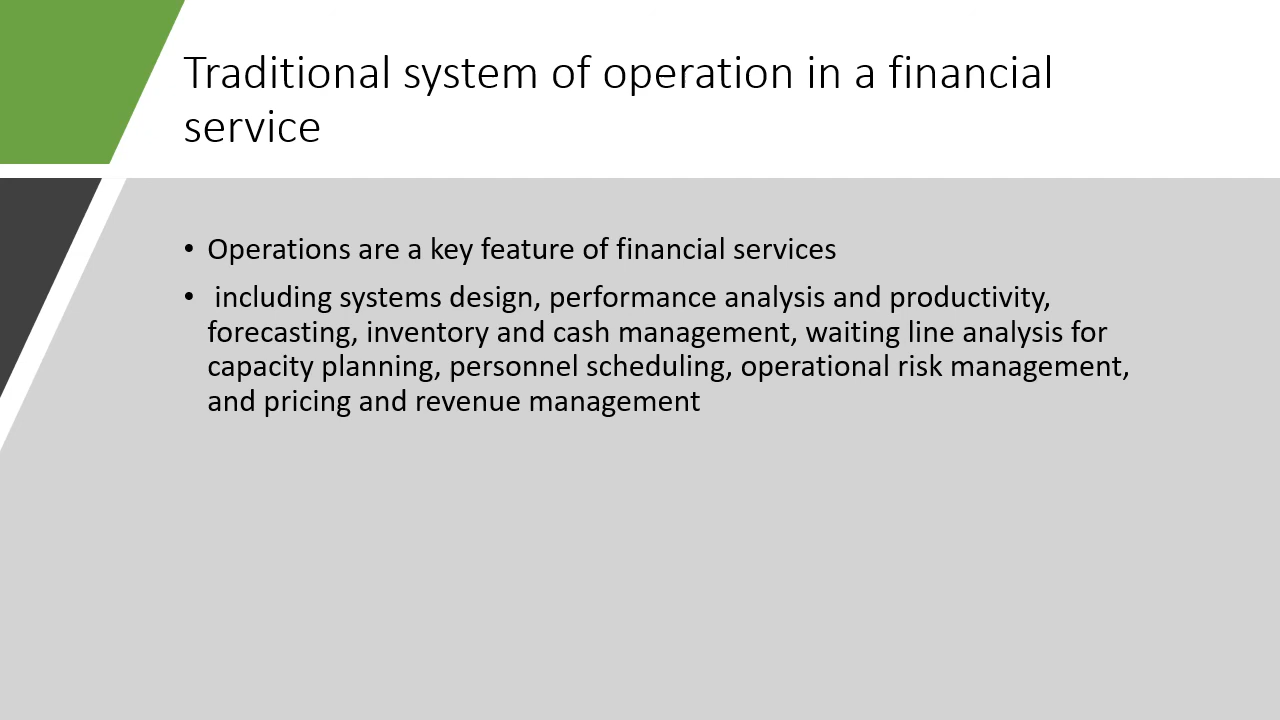 Traditional system of operation in a financial
service
• Operations are a key feature of financial services
• including systems design, performance analysis and productivity,
forecasting, inventory and cash management, waiting line analysis for
capacity planning, personnel scheduling, operational risk management,
and pricing and revenue management